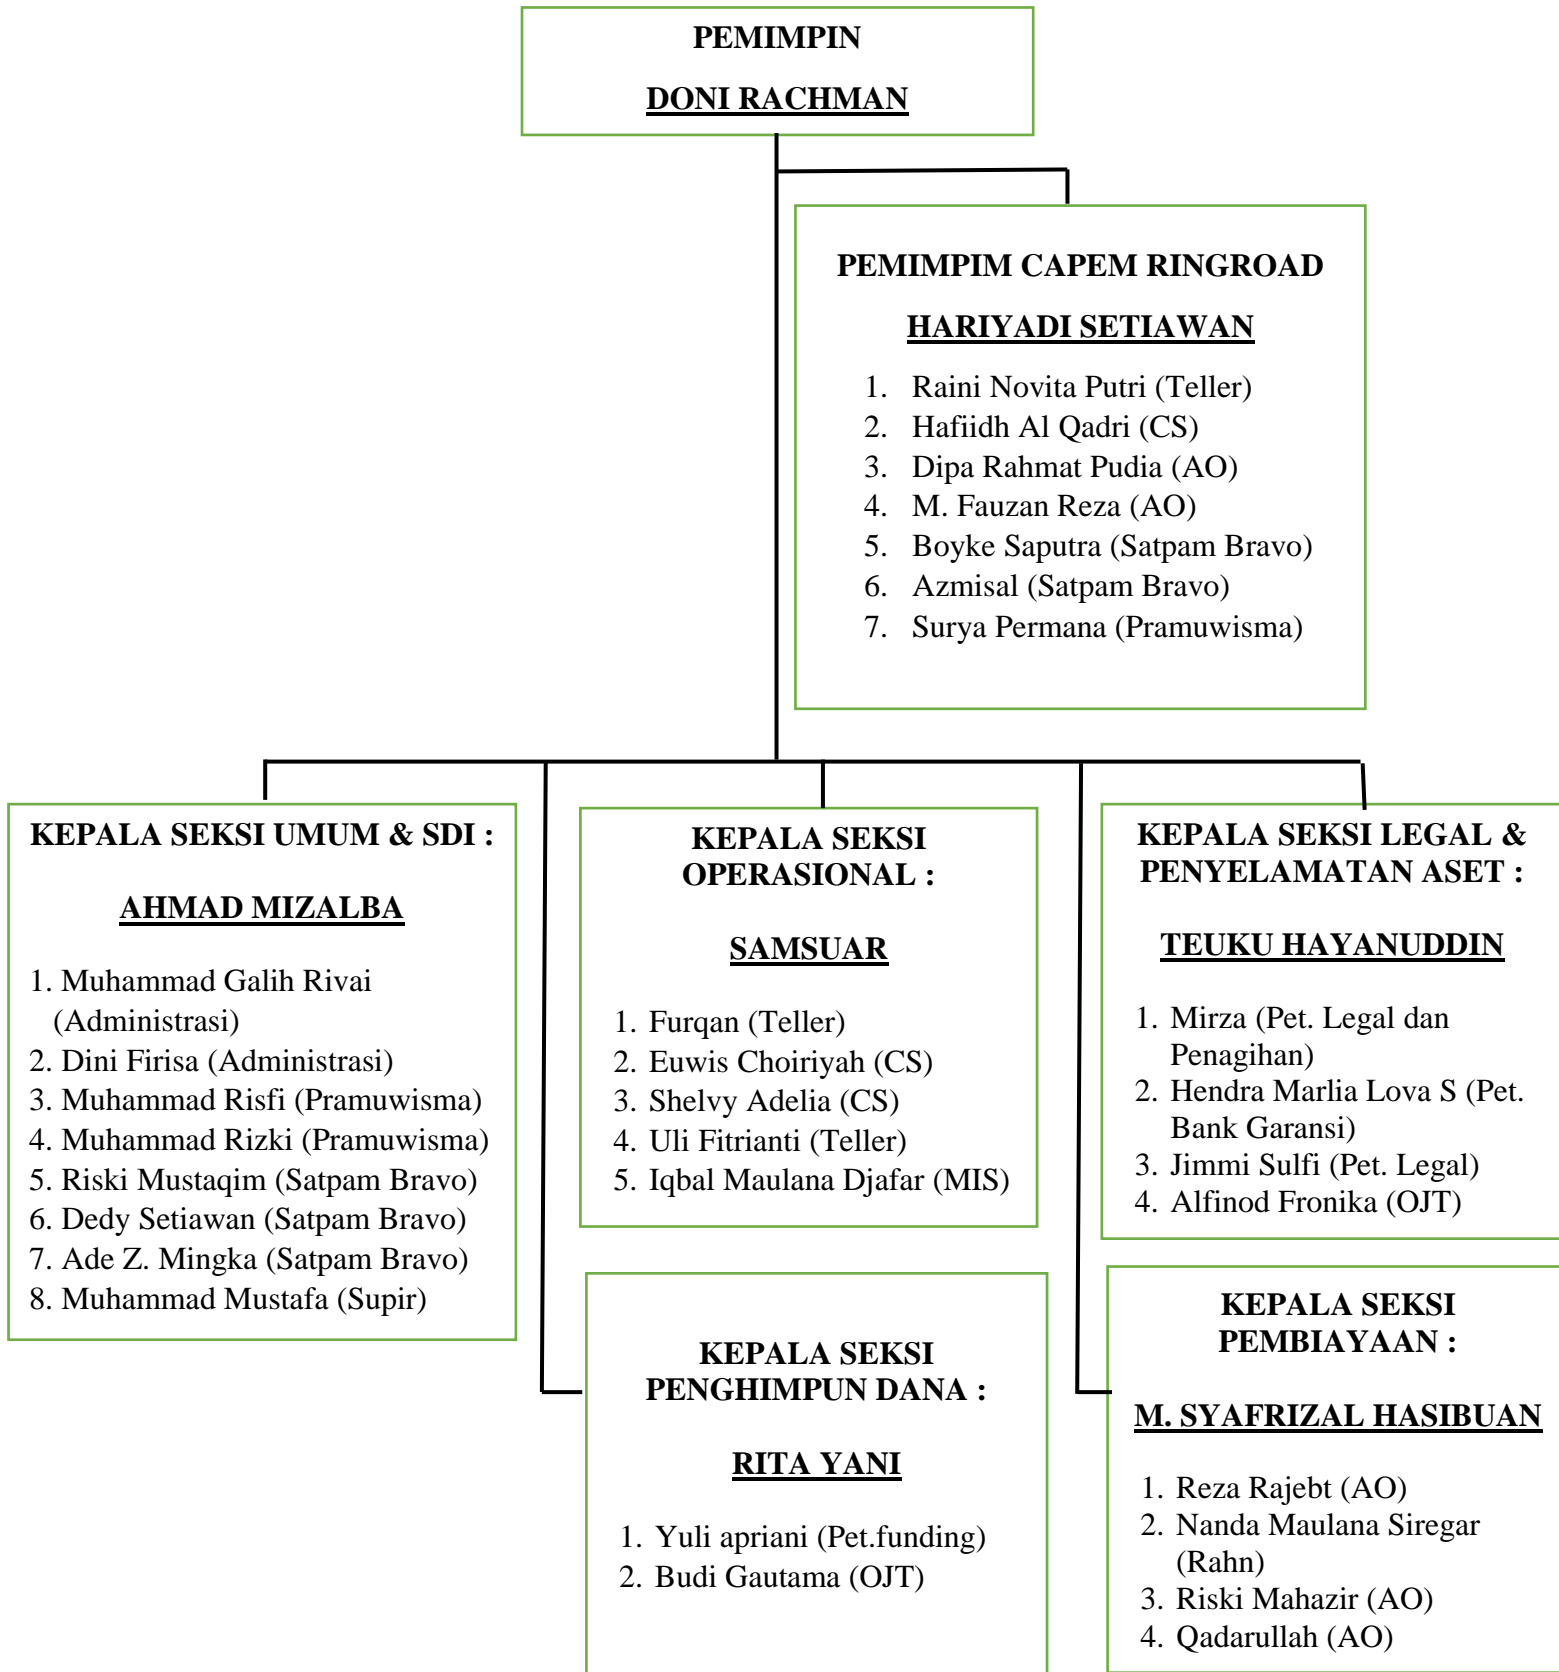 PEMIMPIN
DONI RACHMAN
PEMIMPIM CAPEM RINGROAD
HARIYADI SETIAWAN
1. Raini Novita Putri (Teller)
2. Hafiidh Al Qadri (CS)
3. Dipa Rahmat Pudia (AO)
4. M. Fauzan Reza (AO)
5. Boyke Saputra (Satpam Bravo)
6. Azmisal (Satpam Bravo)
7. Surya Permana (Pramuwisma)
KEPALA SEKSI UMUM & SDI :
AHMAD MIZALBA
1. Muhammad Galih Rivai
(Administrasi)
2. Dini Firisa (Administrasi)
3. Muhammad Risfi (Pramuwisma)
4. Muhammad Rizki (Pramuwisma)
5. Riski Mustaqim (Satpam Bravo)
6. Dedy Setiawan (Satpam Bravo)
7. Ade Z. Mingka (Satpam Bravo)
8. Muhammad Mustafa (Supir)
KEPALA SEKSI
OPERASIONAL :
SAMSUAR
1. Furqan (Teller)
2. Euwis Choiriyah (CS)
3. Shelvy Adelia (CS)
4. Uli Fitrianti (Teller)
5. Iqbal Maulana Djafar (MIS)
KEPALA SEKSI LEGAL &
PENYELAMATAN ASET :
TEUKU HAYANUDDIN
1. Mirza (Pet. Legal dan
Penagihan)
2. Hendra Marlia Lova S (Pet.
Bank Garansi)
3. Jimmi Sulfi (Pet. Legal)
4. Alfinod Fronika (OJT)
KEPALA SEKSI
PENGHIMPUN DANA :
RITA YANI
1. Yuli apriani (Pet.funding)
2. Budi Gautama (OJT)
KEPALA SEKSI
PEMBIAYAAN :
M. SYAFRIZAL HASIBUAN
1. Reza Rajebt (AO)
2. Nanda Maulana Siregar
(Rahn)
3. Riski Mahazir (AO)
4. Qadarullah (AO)